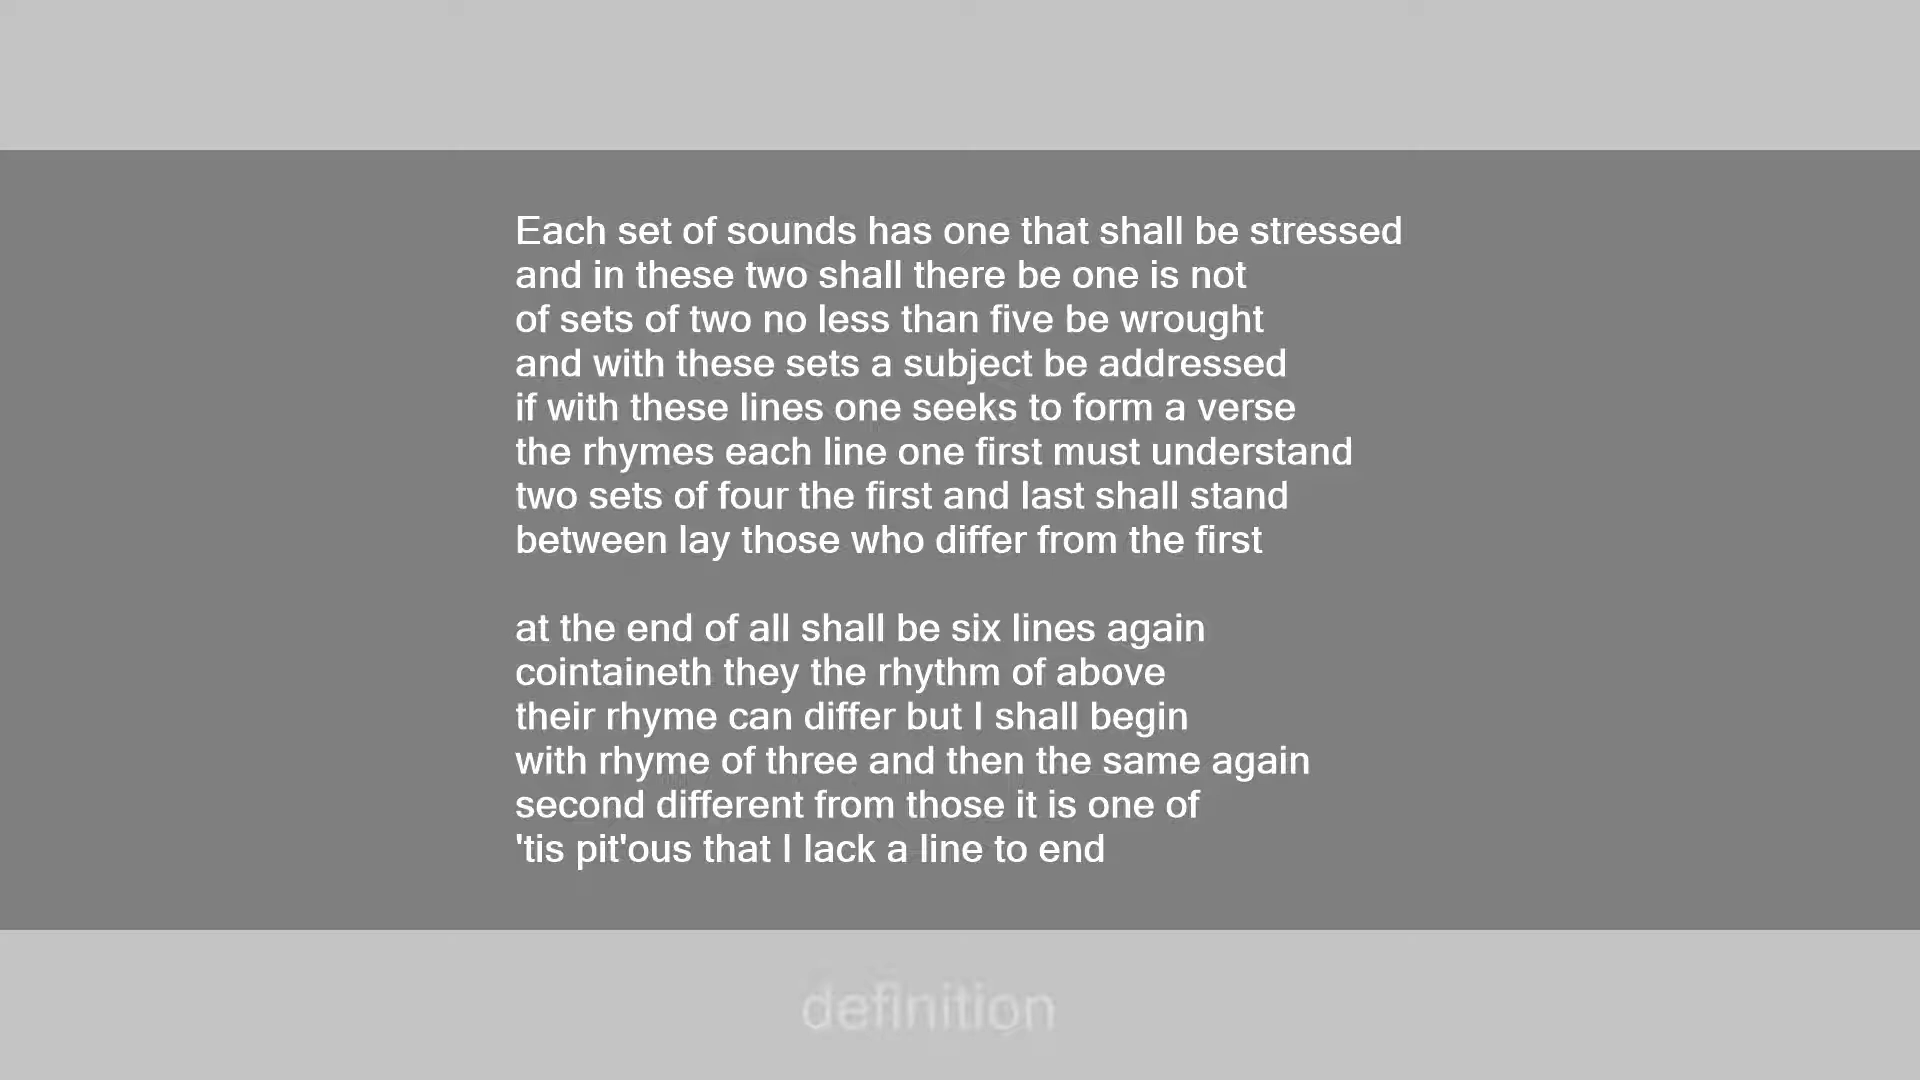 Each set of sounds has one that shall be stressed
and in these two shall there be one is not
of sets of two no less than five be wrought
and with these sets a subject be addressed
if with these lines one seeks to form a verse
the rhymes each line one first must understand
two sets of four the first and last shall stand
between lay those who differ from the first
at the end of all shall be six lines again
cointaineth they the rhythm of above
their rhyme can differ but I shall begin
with rhyme of three and then the same again
second different from those it is one of
'tis pit'ous that I lack a line to end
definition